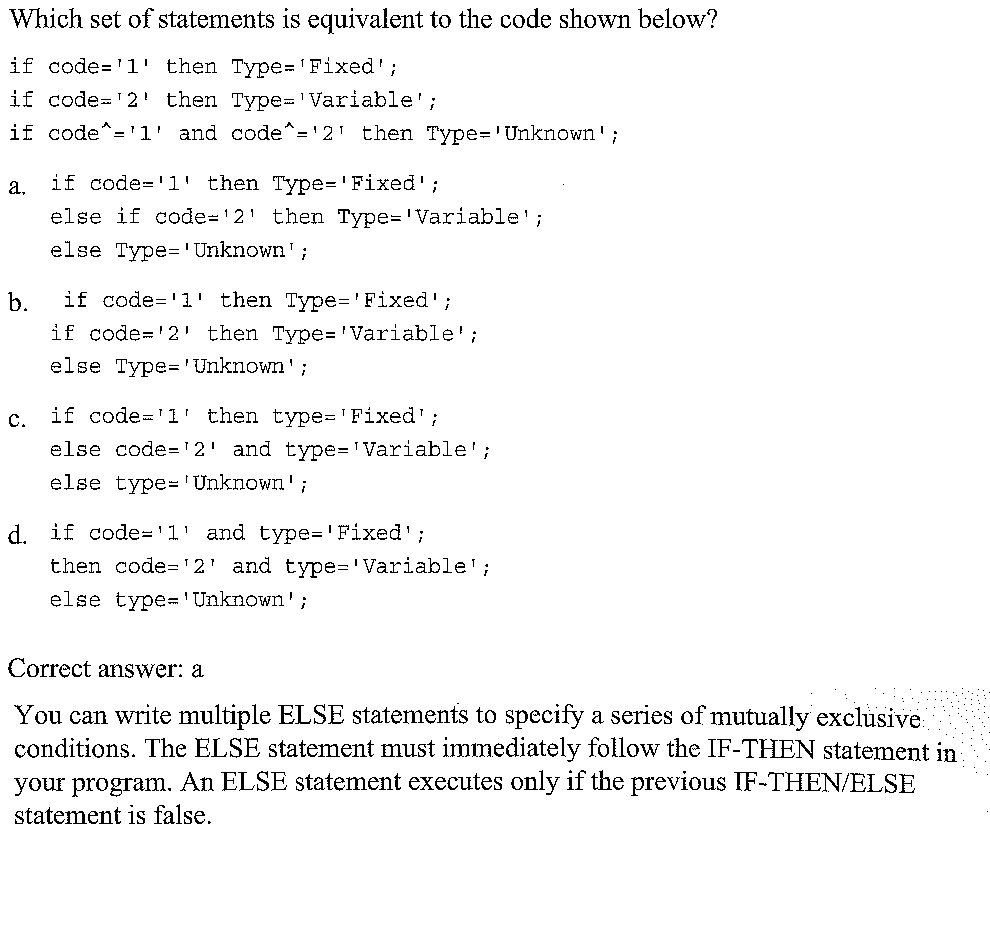 Which set of statements is equivalent to the code shown below?
if code='1' then Type='Fixed';
if code='2' then Type='Variable';
if code^='1' and code^='2' then Type='Unknown';
a. if code='1' then Type='Fixed';
else if code='2' then Type='Variable';
else Type='Unknown';
b. if code='1' then Type='Fixed';
if code='2' then Type='Variable';
else Type='Unknown';
c. if code='1' then type='Fixed';
else code='2' and type='Variable';
else type='Unknown';
d. if code='1' and type='Fixed';
then code='2' and type='Variable';
else type='Unknown';
Correct answer: a
You can write multiple ELSE statements to specify a series of mutually exclusive
conditions. The ELSE statement must immediately follow the IF-THEN statement in
your program. An ELSE statement executes only if the previous IF-THEN/ELSE
statement is false.